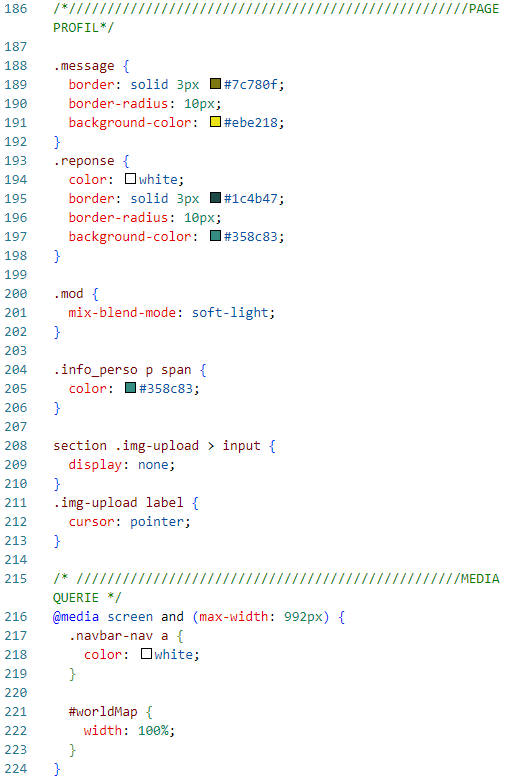 186 /*////////////////////////////////////////////////////PAGE
PROFIL*/
187
188 .message {
189   border: solid 3px #7c780f;
190   border-radius: 10px;
191   background-color: #ebe218;
192 }
193 .reponse {
194   color: white;
195   border: solid 3px #1c4b47;
196   border-radius: 10px;
197   background-color: #358c83;
198 }
199
200 .mod {
201   mix-blend-mode: soft-light;
202 }
203
204 .info_perso p span {
205   color: #358c83;
206 }
207
208 section .img-upload > input {
209   display: none;
210 }
211 .img-upload label {
212   cursor: pointer;
213 }
214
215 /* //////////////////////////////////////////////////MEDIA
QUERIE */
216 @media screen and (max-width: 992px) {
217   .navbar-nav a {
218     color: white;
219   }
220
221   #worldMap {
222     width: 100%;
223   }
224 }